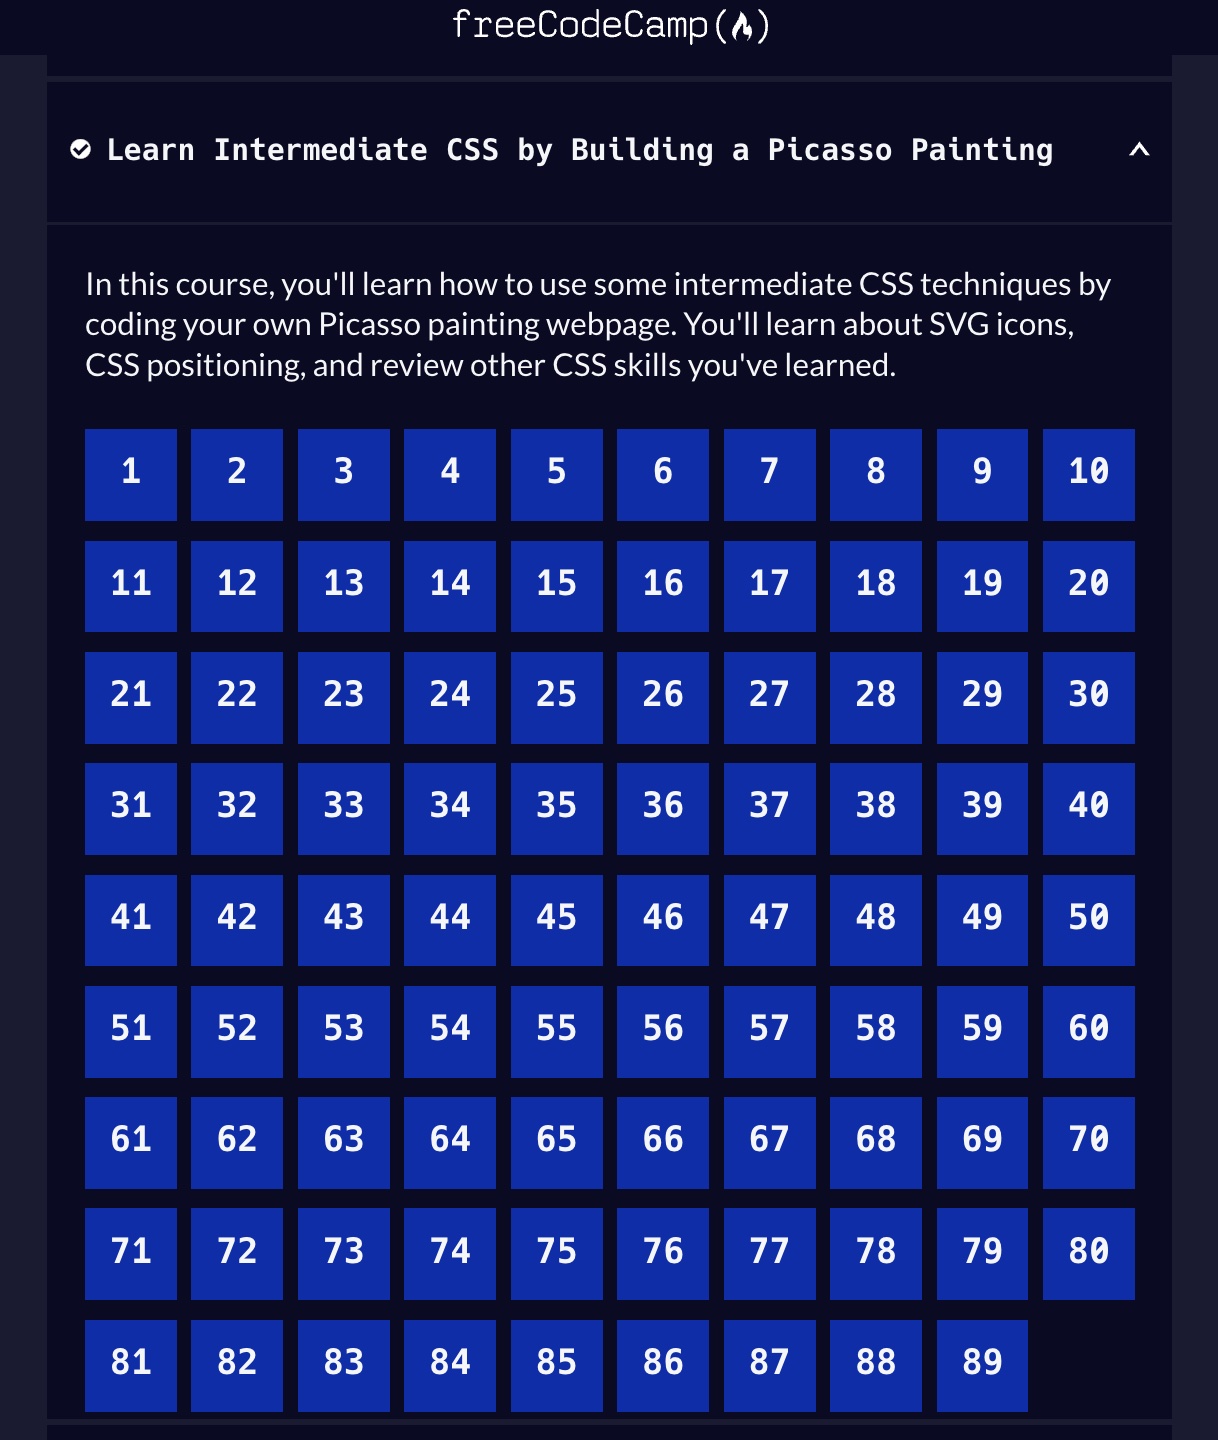 freeCodeCamp
Learn Intermediate CSS by Building a Picasso Painting
In this course, you'll learn how to use some intermediate CSS techniques by
coding your own Picasso painting webpage. You'll learn about SVG icons,
CSS positioning, and review other CSS skills you've learned.
1 2 3 4 5 6 7 8 9 10
11 12 13 14 15 16 17 18 19 20
21 22 23 24 25 26 27 28 29 30
31 32 33 34 35 36 37 38 39 40
41 42 43 44 45 46 47 48 49 50
51 52 53 54 55 56 57 58 59 60
61 62 63 64 65 66 67 68 69 70
71 72 73 74 75 76 77 78 79 80
81 82 83 84 85 86 87 88 89